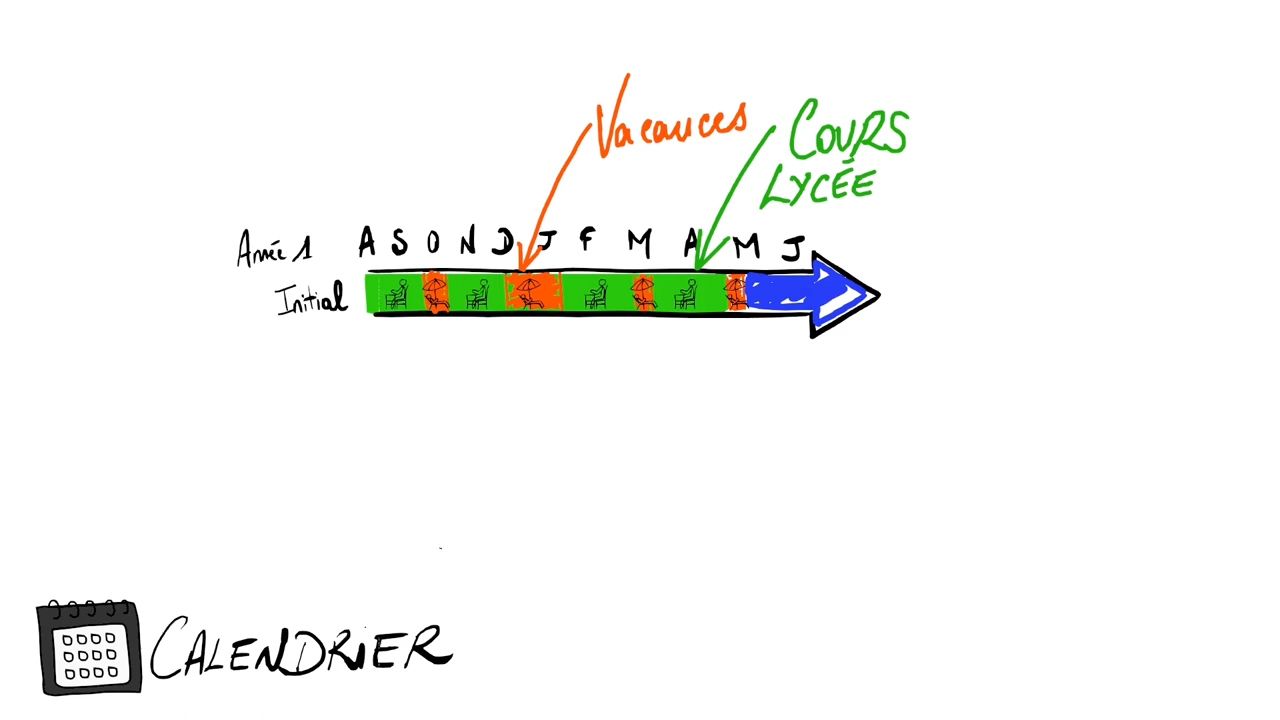 Vacances
COURS
LYCÉE
Année 1 A S O N D J F M A M J
Initial
CALENDRIER